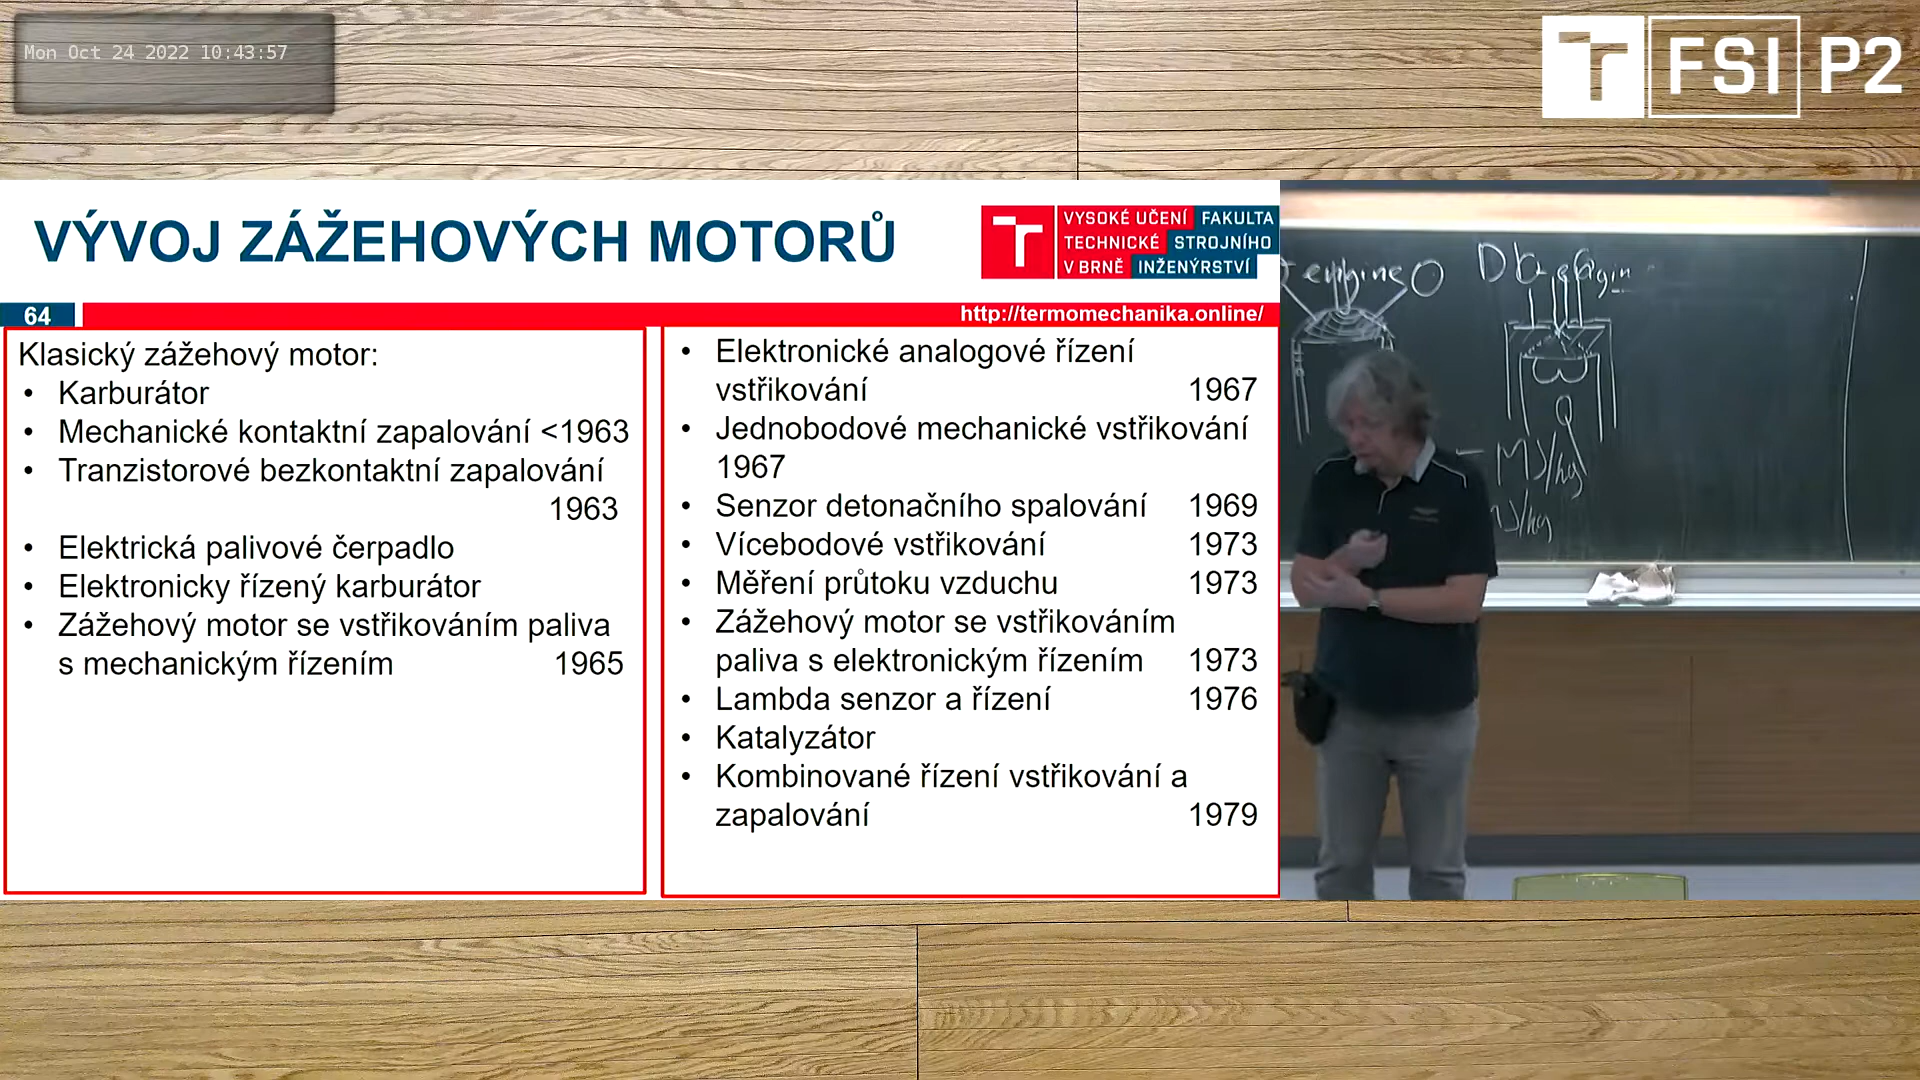 Mon Oct 24 2022 10:43:57
FSI P2
VÝVOJ ZÁŽEHOVÝCH MOTORŮ
VYSOKÉ UČENÍ FAKULTA
TECHNICKÉ STROJNÍHO
V BRNĚ INŽENÝRSTVÍ
64
http://termomechanika.online/
Klasický zážehový motor:
• Karburátor
• Mechanické kontaktní zapalování <1963
• Tranzistorové bezkontaktní zapalování
1963
• Elektrická palivové čerpadlo
• Elektronicky řízený karburátor
• Zážehový motor se vstřikováním paliva
s mechanickým řízením 1965
• Elektronické analogové řízení
vstřikování 1967
• Jednobodové mechanické vstřikování
1967
• Senzor detonačního spalování 1969
• Vícebodové vstřikování 1973
• Měření průtoku vzduchu 1973
• Zážehový motor se vstřikováním
paliva s elektronickým řízením 1973
• Lambda senzor a řízení 1976
• Katalyzátor
• Kombinované řízení vstřikování a
zapalování 1979
engine
MJ/kg